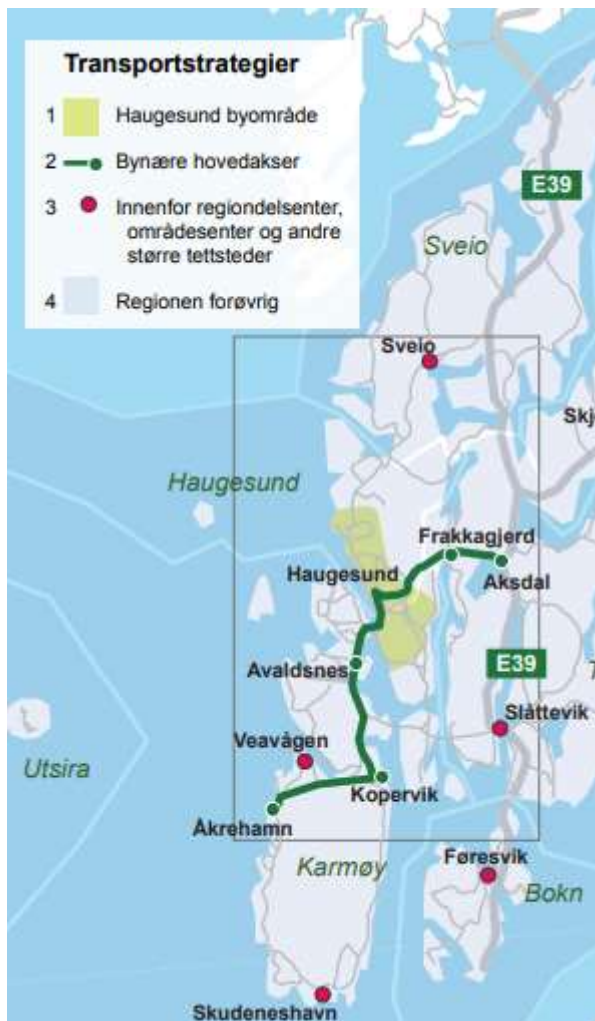 Transportstrategier
1 Haugesund byområde
2 Bynære hovedakser
3 Innenfor regiondelsenter,
områdesenter og andre
større tettsteder
4 Regionen forøvrig
E39
Sveio
Sveio
Skj
Haugesund
Frakkagjerd
Haugesund
Aksdal
Avaldsnes
E39
T
Slåttevik
Veavågen
Utsira
Kopervik
Åkrehamn
Karmøy
Føresvik
Bokn
Skudeneshavn